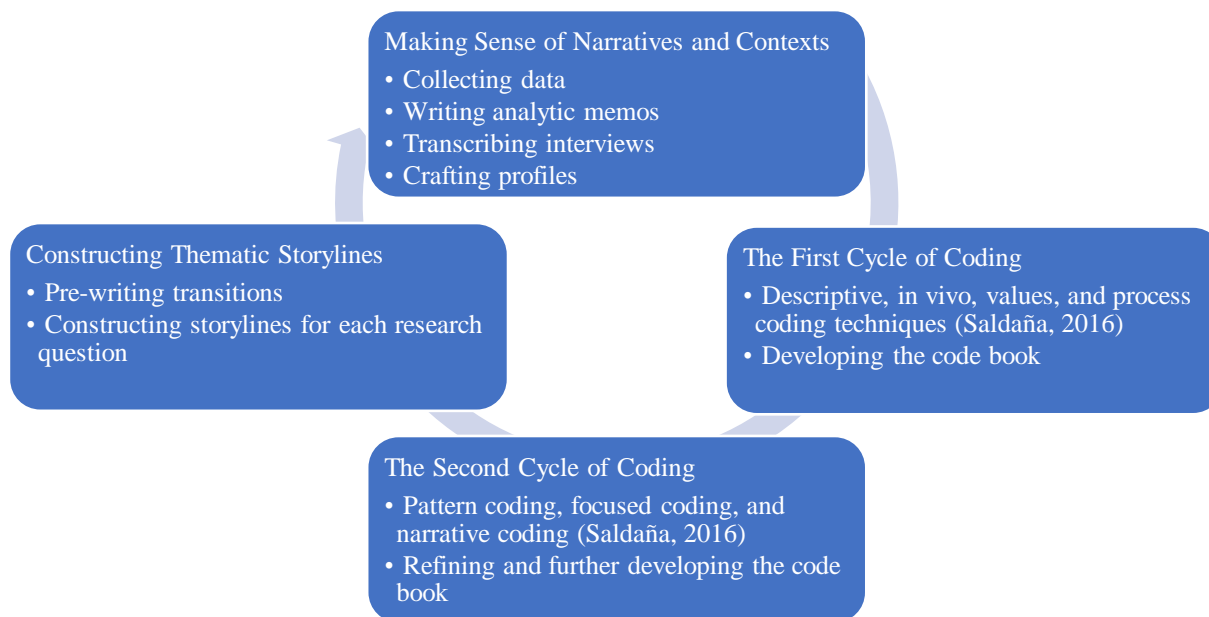 Making Sense of Narratives and Contexts
• Collecting data
• Writing analytic memos
• Transcribing interviews
• Crafting profiles
The First Cycle of Coding
• Descriptive, in vivo, values, and process
coding techniques (Saldaña, 2016)
• Developing the code book
The Second Cycle of Coding
• Pattern coding, focused coding, and
narrative coding (Saldaña, 2016)
• Refining and further developing the code
book
Constructing Thematic Storylines
• Pre-writing transitions
• Constructing storylines for each research
question